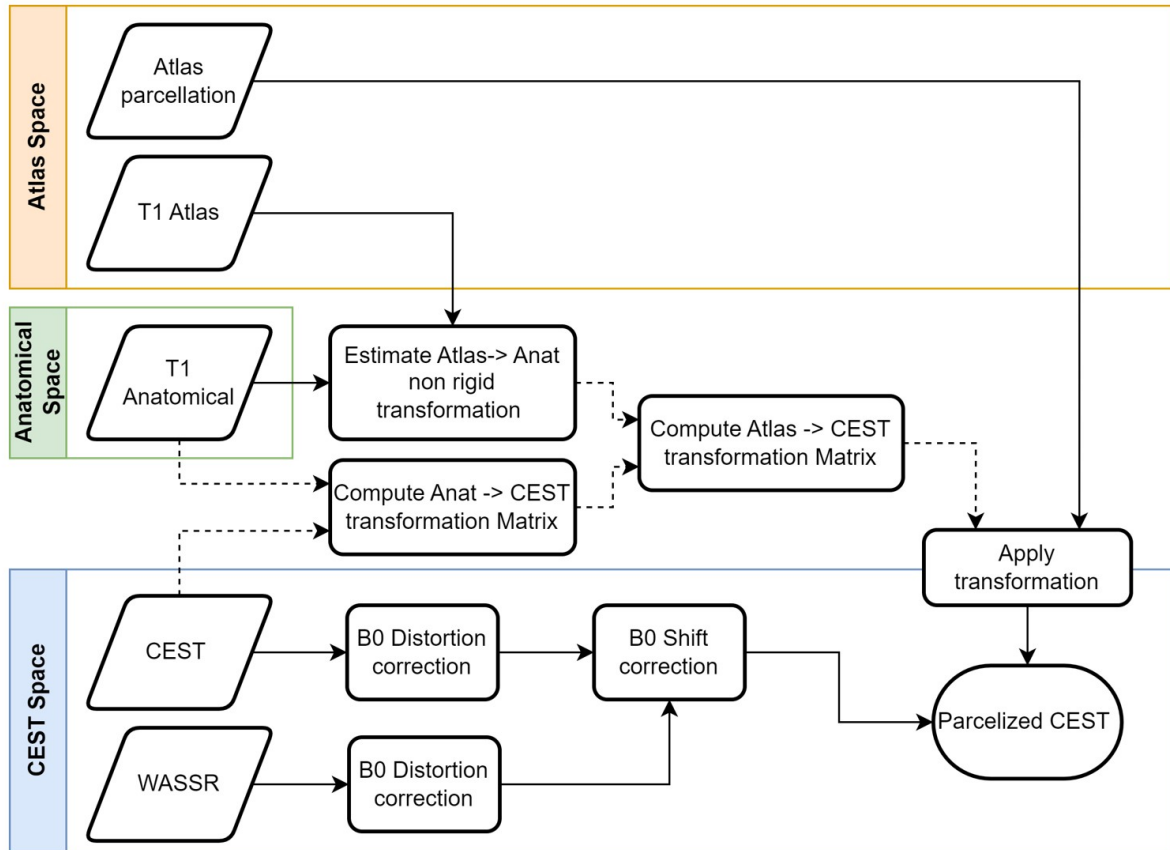 Atlas Space
Atlas
parcellation
T1 Atlas
Anatomical
Space
T1
Anatomical
Estimate Atlas-> Anat
non rigid
transformation
Compute Atlas -> CEST
transformation Matrix
Compute Anat -> CEST
transformation Matrix
Apply
transformation
CEST Space
CEST
B0 Distortion
correction
B0 Shift
correction
Parcelized CEST
WASSR
B0 Distortion
correction